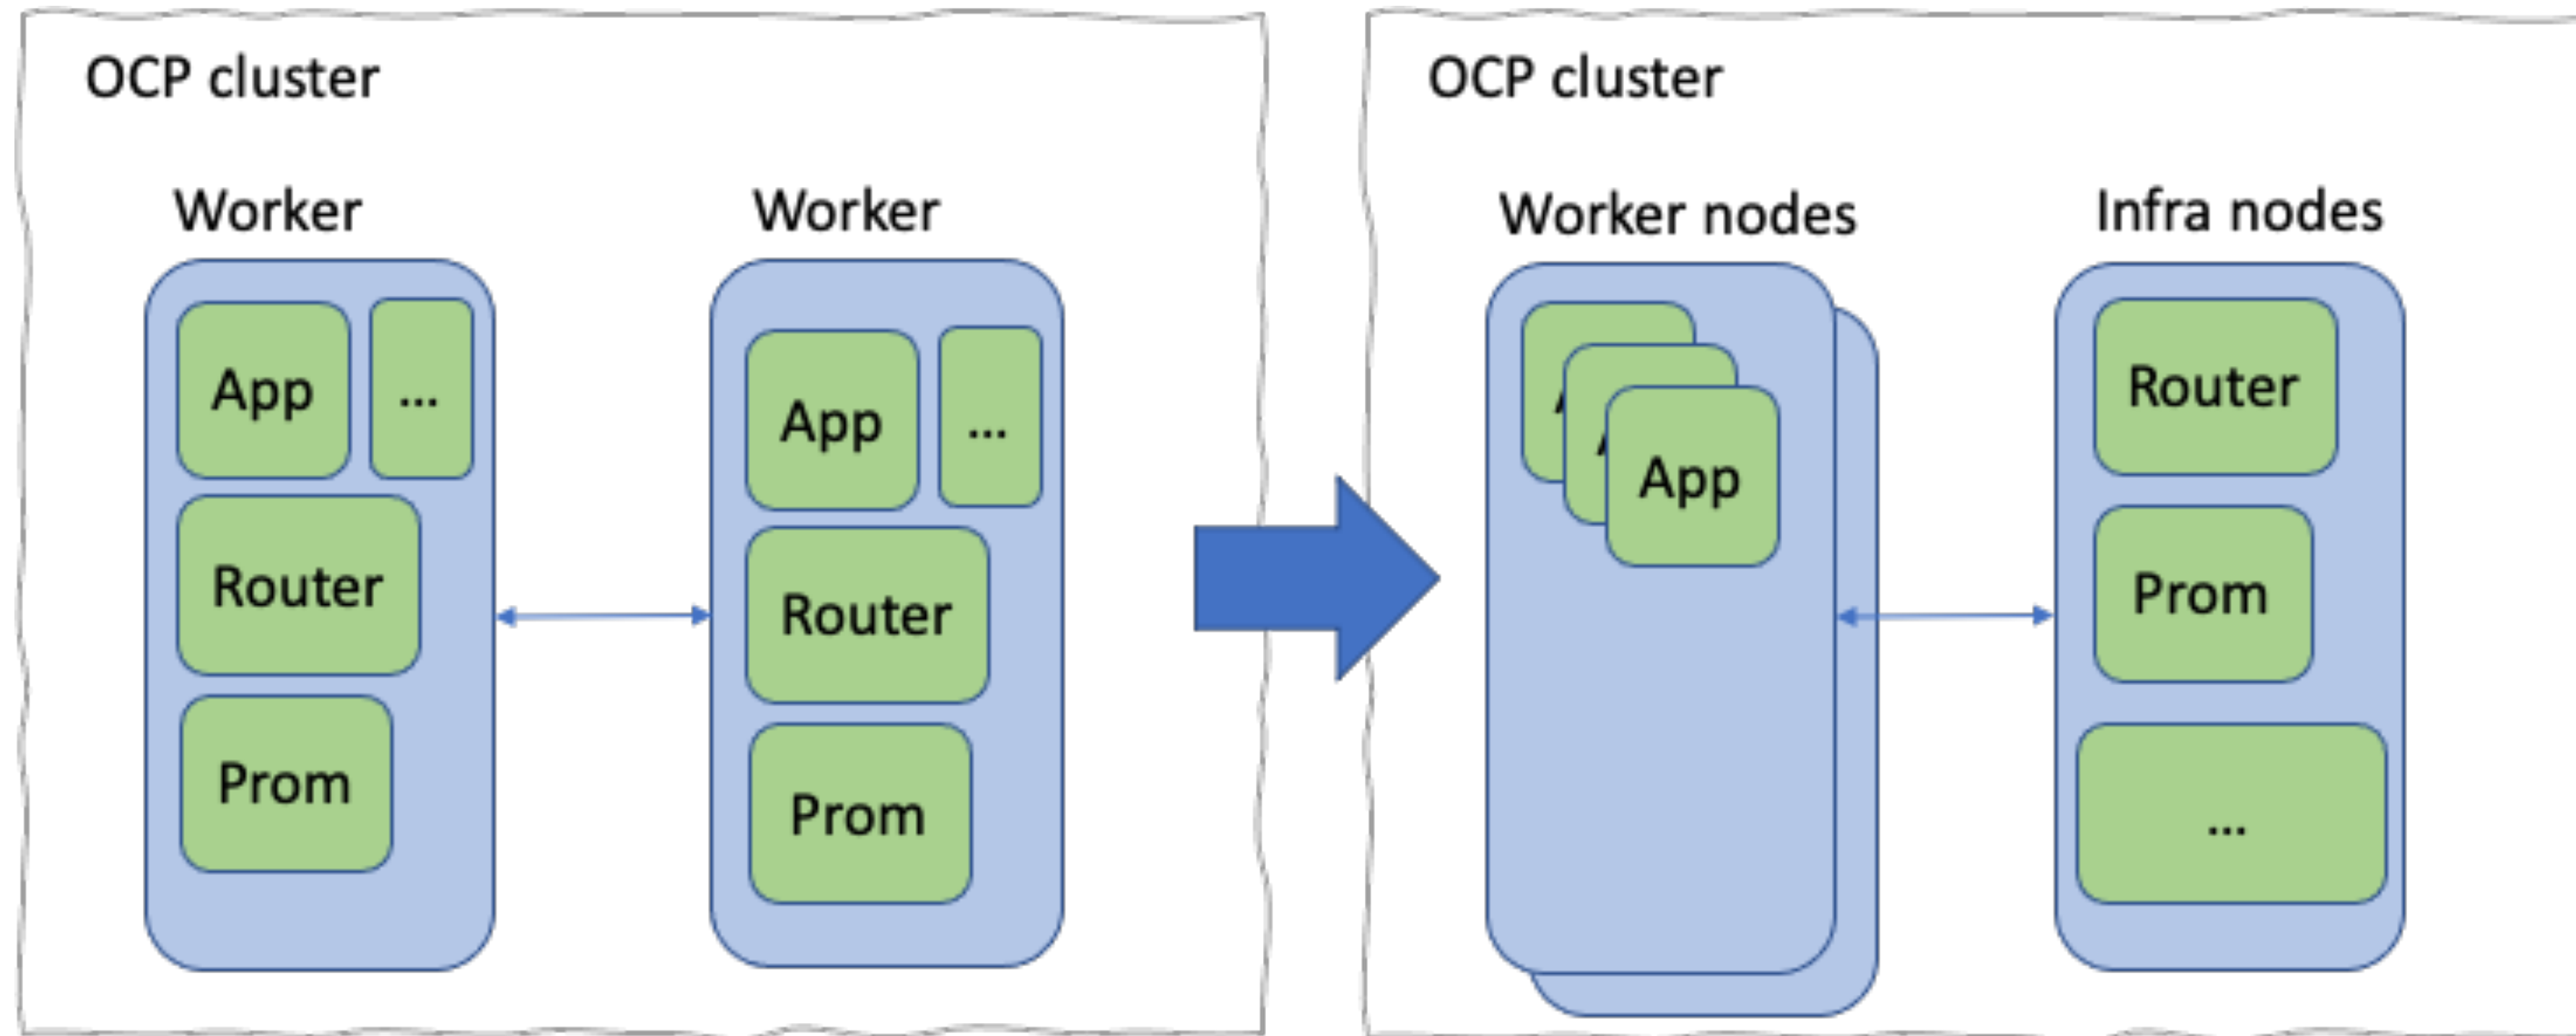 OCP cluster
Worker
Worker
App
...
Router
Prom
App
...
Router
Prom
OCP cluster
Worker nodes
Infra nodes
App
Router
Prom
...